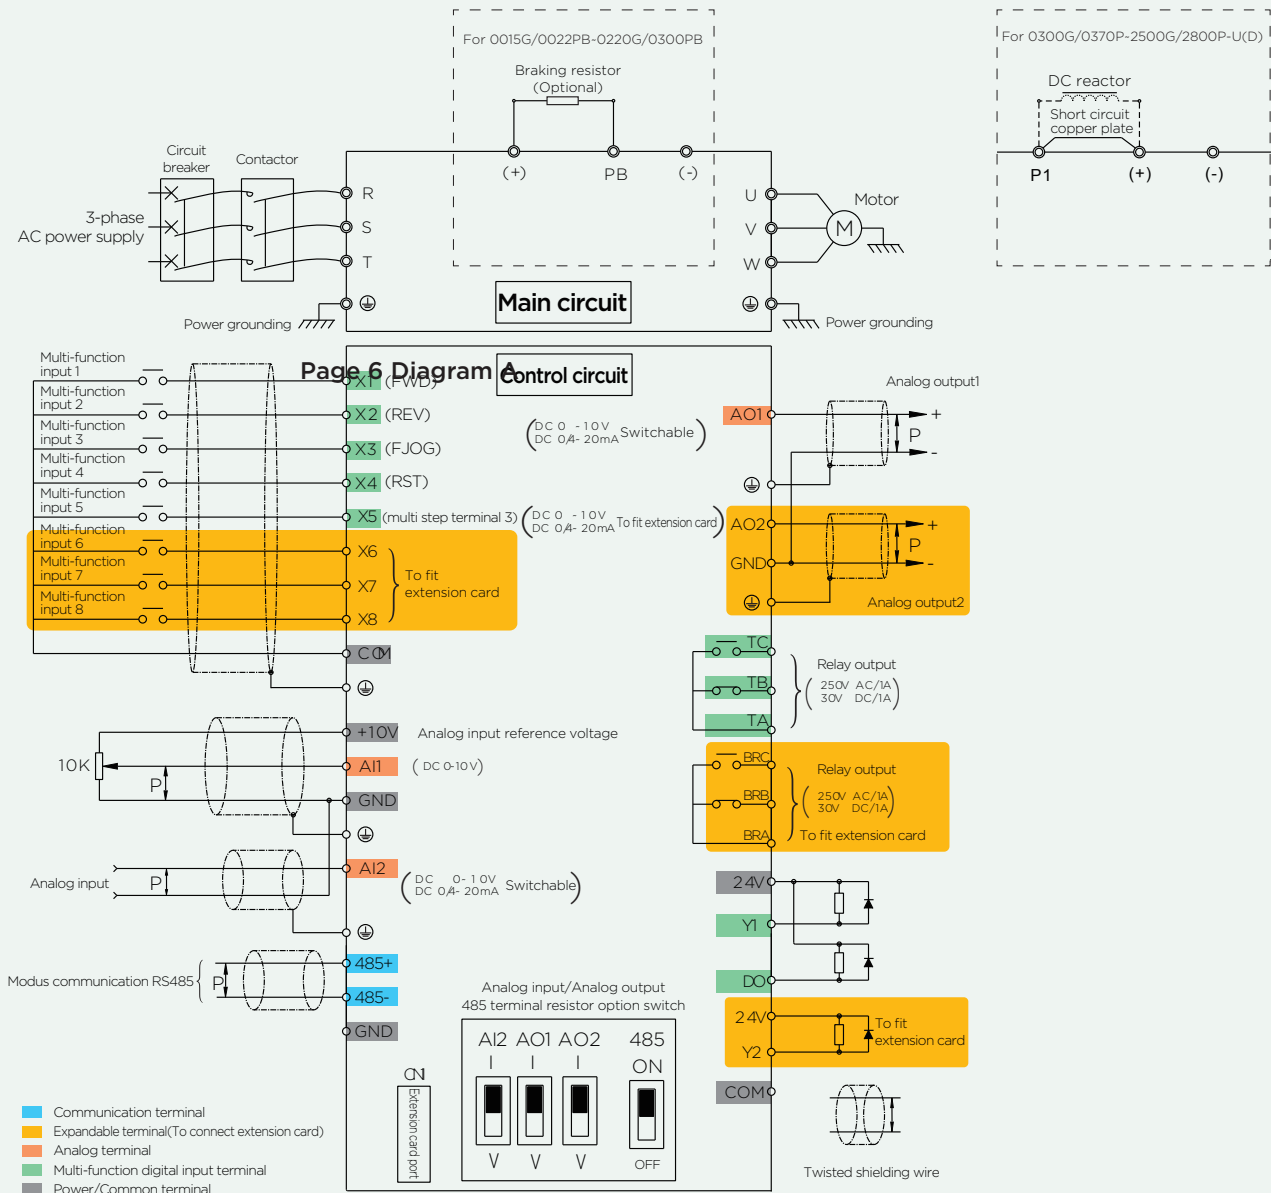 For 0015G/0022PB-0220G/0300PB
Braking resistor
(Optional)
(+)
PB
(-)
For 0300G/0370P-2500G/2800P-U(D)
DC reactor
Short circuit
copper plate
P1
(+)
(-)
Circuit
breaker
Contactor
3-phase
AC power supply
R
S
T
U
V
W
Motor
M
Main circuit
Power grounding
Power grounding
Page 6 Diagram A
Control circuit
Multi-function
input 1
X1 (FWD)
Multi-function
input 2
X2 (REV)
Multi-function
input 3
X3 (FJOG)
Multi-function
input 4
X4 (RST)
Multi-function
input 5
X5 (multi step terminal 3)
Multi-function
input 6
X6
Multi-function
input 7
X7
Multi-function
input 8
X8
To fit
extension card
COM
Analog output1
AO1
(DC 0 - 10V
DC 0/4- 20mA Switchable)
+
P
-
(DC 0 - 10V
DC 0/4- 20mA To fit extension card)
AO2
+
GND
P
-
Analog output2
TC
TB
TA
Relay output
(250V AC/1A
30V DC/1A)
BRC
BRB
BRA
Relay output
(250V AC/1A
30V DC/1A)
To fit extension card
+10V
Analog input reference voltage
10K
P
AI1
(DC 0-10V)
GND
Analog input
P
AI2
(DC 0- 10V
DC 0/4- 20mA Switchable)
Modus communication RS485
P
485+
485-
GND
24V
Y1
DO
24V
Y2
To fit
extension card
COM
Twisted shielding wire
Analog input/Analog output
485 terminal resistor option switch
AI2 AO1 AO2 485
I I I ON
V V V OFF
CN1
Extension card port
Communication terminal
Expandable terminal(To connect extension card)
Analog terminal
Multi-function digital input terminal
Power/Common terminal